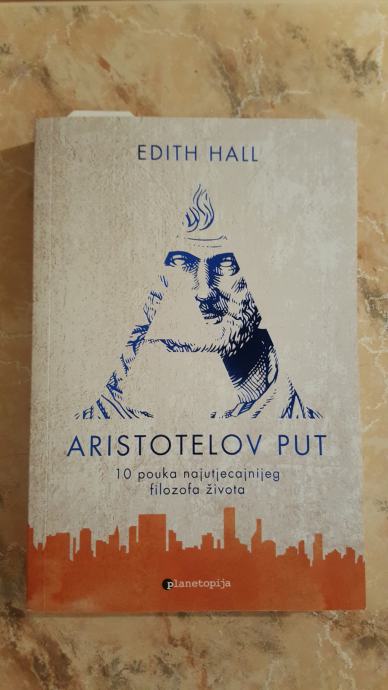 EDITH HALL
ARISTOTELOV PUT
10 pouka najutjecajnijeg
filozofa života
planetopija